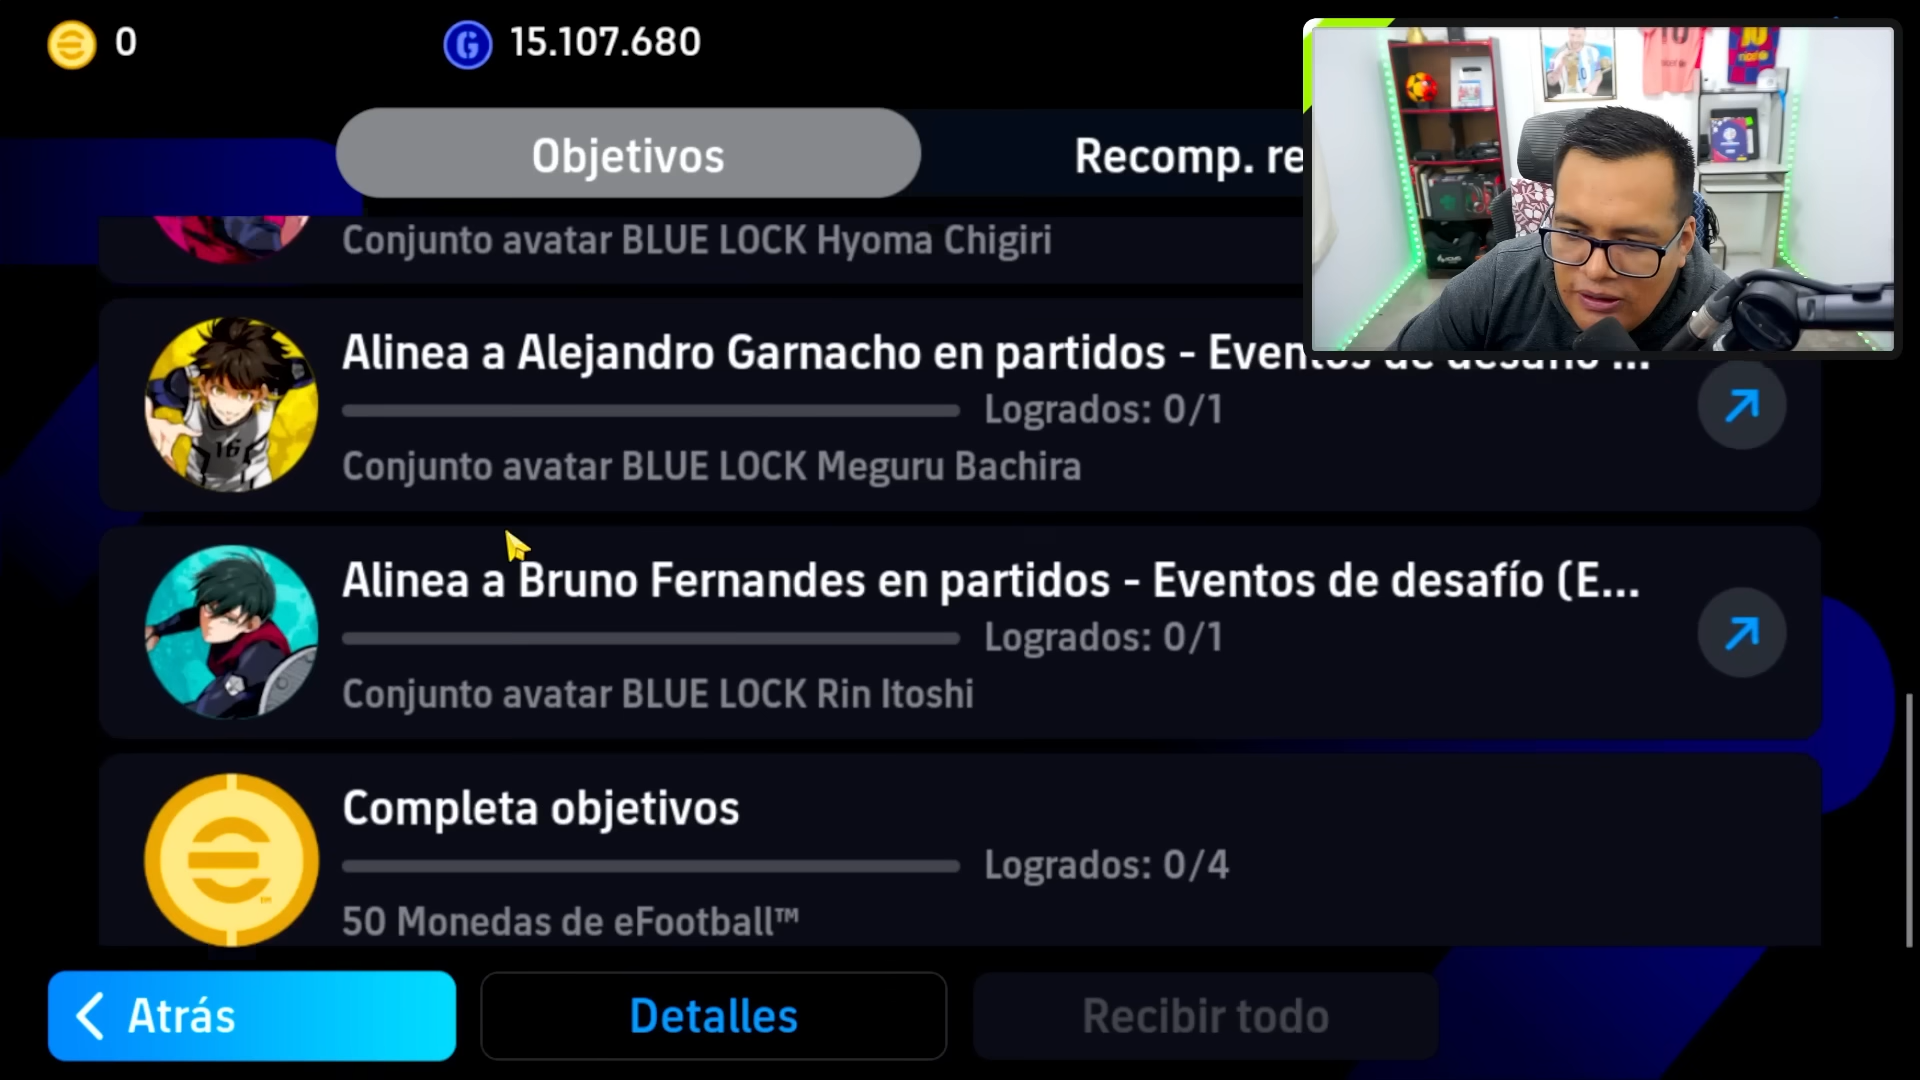 0
15.107.680
Objetivos
Recomp. re
Conjunto avatar BLUE LOCK Hyoma Chigiri
Alinea a Alejandro Garnacho en partidos - Eventos de desafío ...
Logrados: 0/1
Conjunto avatar BLUE LOCK Meguru Bachira
Alinea a Bruno Fernandes en partidos - Eventos de desafío (E...
Logrados: 0/1
Conjunto avatar BLUE LOCK Rin Itoshi
Completa objetivos
Logrados: 0/4
50 Monedas de eFootball™
Atrás
Detalles
Recibir todo